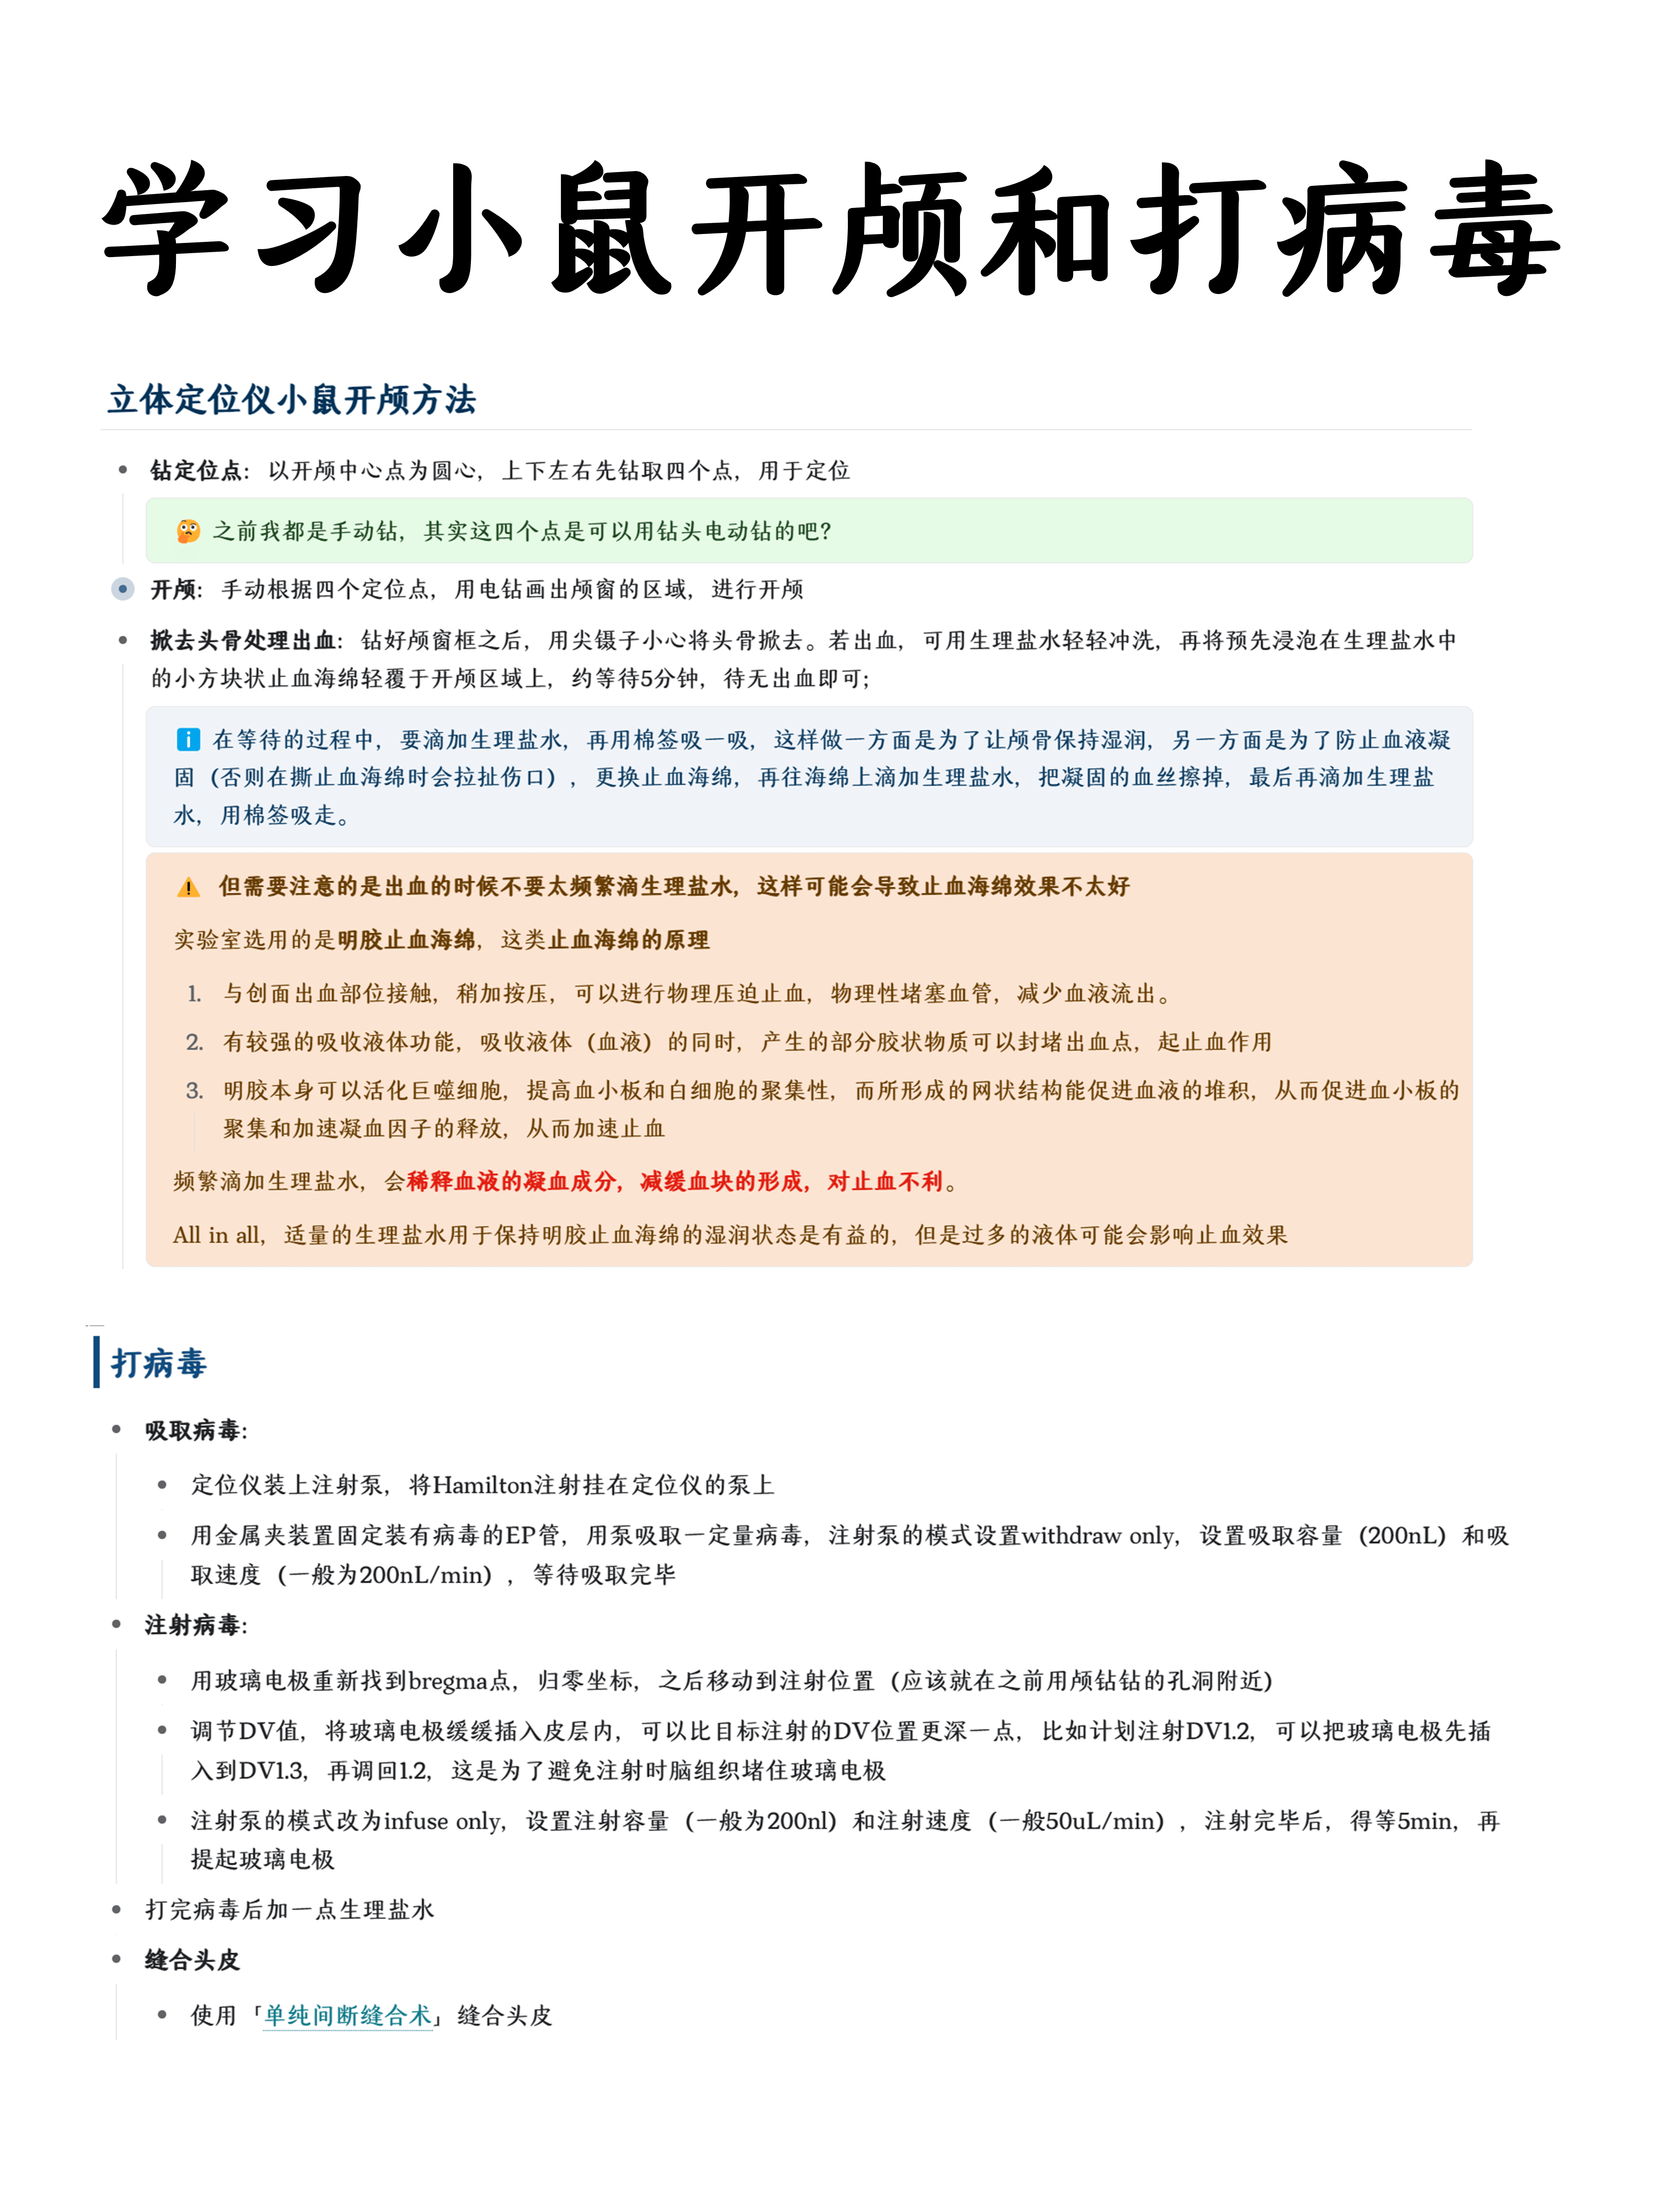 学习小鼠开颅和打病毒
立体定位仪小鼠开颅方法
• 钻定位点：以开颅中心点为圆心，上下左右先钻取四个点，用于定位
🤔 之前我都是手动钻，其实这四个点是可以用钻头电动钻的吧？
• 开颅：手动根据四个定位点，用电钻画出颅窗的区域，进行开颅
• 掀去头骨处理出血：钻好颅窗框之后，用尖镊子小心将头骨掀去。若出血，可用生理盐水轻轻冲洗，再将预先浸泡在生理盐水中
的小方块状止血海绵轻覆于开颅区域上，约等待5分钟，待无出血即可；
ℹ️ 在等待的过程中，要滴加生理盐水，再用棉签吸一吸，这样做一方面是为了让颅骨保持湿润，另一方面是为了防止血液凝
固（否则在撕止血海绵时会拉扯伤口），更换止血海绵，再往海绵上滴加生理盐水，把凝固的血丝擦掉，最后再滴加生理盐
水，用棉签吸走。
⚠️ 但需要注意的是出血的时候不要太频繁滴生理盐水，这样可能会导致止血海绵效果不太好
实验室选用的是明胶止血海绵，这类止血海绵的原理
1. 与创面出血部位接触，稍加按压，可以进行物理压迫止血，物理性堵塞血管，减少血液流出。
2. 有较强的吸收液体功能，吸收液体（血液）的同时，产生的部分胶状物质可以封堵出血点，起止血作用
3. 明胶本身可以活化巨噬细胞，提高血小板和白细胞的聚集性，而所形成的网状结构能促进血液的堆积，从而促进血小板的
聚集和加速凝血因子的释放，从而加速止血
频繁滴加生理盐水，会稀释血液的凝血成分，减缓血块的形成，对止血不利。
All in all，适量的生理盐水用于保持明胶止血海绵的湿润状态是有益的，但是过多的液体可能会影响止血效果
打病毒
• 吸取病毒：
• 定位仪装上注射泵，将Hamilton注射挂在定位仪的泵上
• 用金属夹装置固定装有病毒的EP管，用泵吸取一定量病毒，注射泵的模式设置withdraw only，设置吸取容量（200nL）和吸
取速度（一般为200nL/min），等待吸取完毕
• 注射病毒：
• 用玻璃电极重新找到bregma点，归零坐标，之后移动到注射位置（应该就在之前用颅钻钻的孔洞附近）
• 调节DV值，将玻璃电极缓缓插入皮层内，可以比目标注射的DV位置更深一点，比如计划注射DV1.2，可以把玻璃电极先插
入到DV1.3，再调回1.2，这是为了避免注射时脑组织堵住玻璃电极
• 注射泵的模式改为infuse only，设置注射容量（一般为200nl）和注射速度（一般50uL/min），注射完毕后，得等5min，再
提起玻璃电极
• 打完病毒后加一点生理盐水
• 缝合头皮
• 使用「单纯间断缝合术」缝合头皮